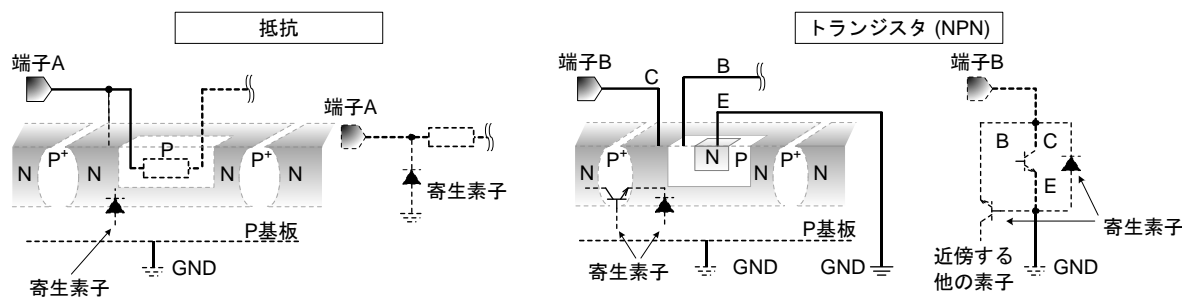 抵抗
トランジスタ (NPN)
端子A
端子A
N
P+
N
P
N
P+
N
寄生素子
P基板
GND
寄生素子
端子B
C
B
E
N
P+
N
N
P
N
P+
N
P基板
寄生素子
GND
GND
端子B
B
C
E
寄生素子
近傍する
他の素子